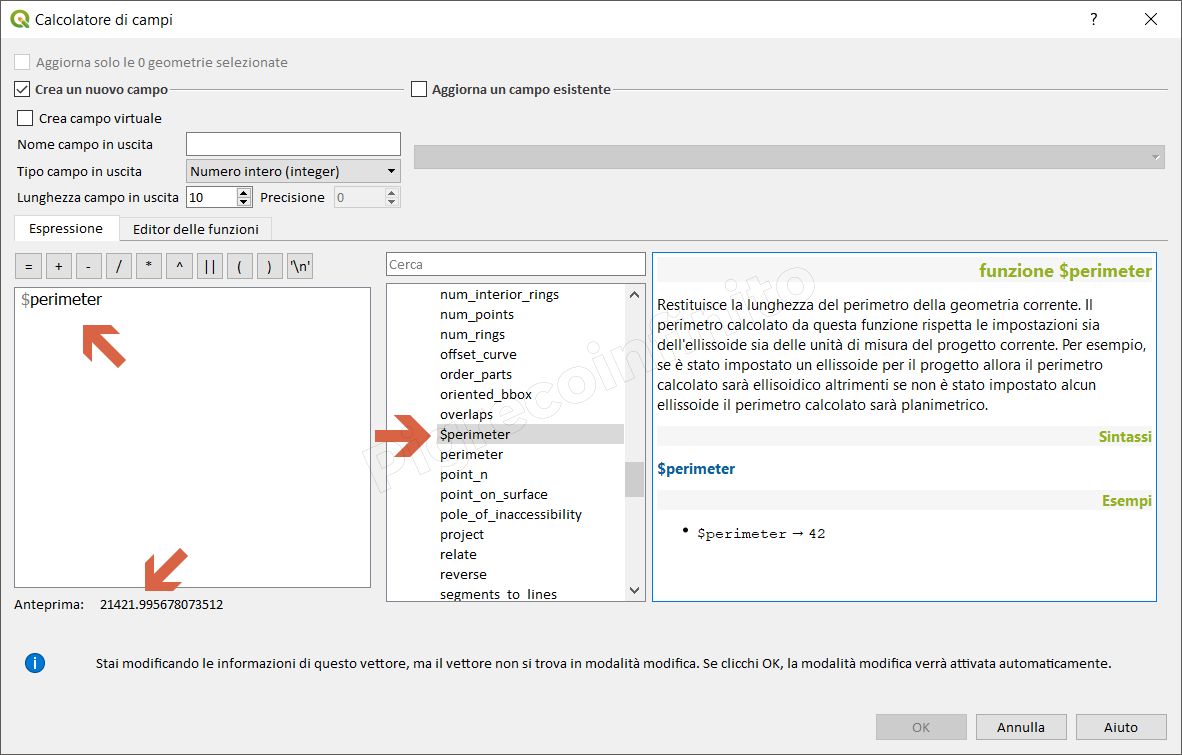 Calcolatore di campi
?
Aggiorna solo le 0 geometrie selezionate
Crea un nuovo campo
Aggiorna un campo esistente
Crea campo virtuale
Nome campo in uscita
Tipo campo in uscita
Numero intero (integer)
Lunghezza campo in uscita
10
Precisione
0
Espressione
Editor delle funzioni
= + - / * ^ || ( ) '\n'
$perimeter
Anteprima: 21421.995678073512
Cerca
num_interior_rings
num_points
num_rings
offset_curve
order_parts
oriented_bbox
overlaps
$perimeter
perimeter
point_n
point_on_surface
pole_of_inaccessibility
project
relate
reverse
segments_to_lines
funzione $perimeter
Restituisce la lunghezza del perimetro della geometria corrente. Il
perimetro calcolato da questa funzione rispetta le impostazioni sia
dell'ellissoide sia delle unità di misura del progetto corrente. Per esempio,
se è stato impostato un ellissoide per il progetto allora il perimetro
calcolato sarà ellisoidico altrimenti se non è stato impostato alcun
ellissoide il perimetro calcolato sarà planimetrico.
Sintassi
$perimeter
Esempi
• $perimeter → 42
Pigrecoinfinito
Stai modificando le informazioni di questo vettore, ma il vettore non si trova in modalità modifica. Se clicchi OK, la modalità modifica verrà attivata automaticamente.
OK
Annulla
Aiuto